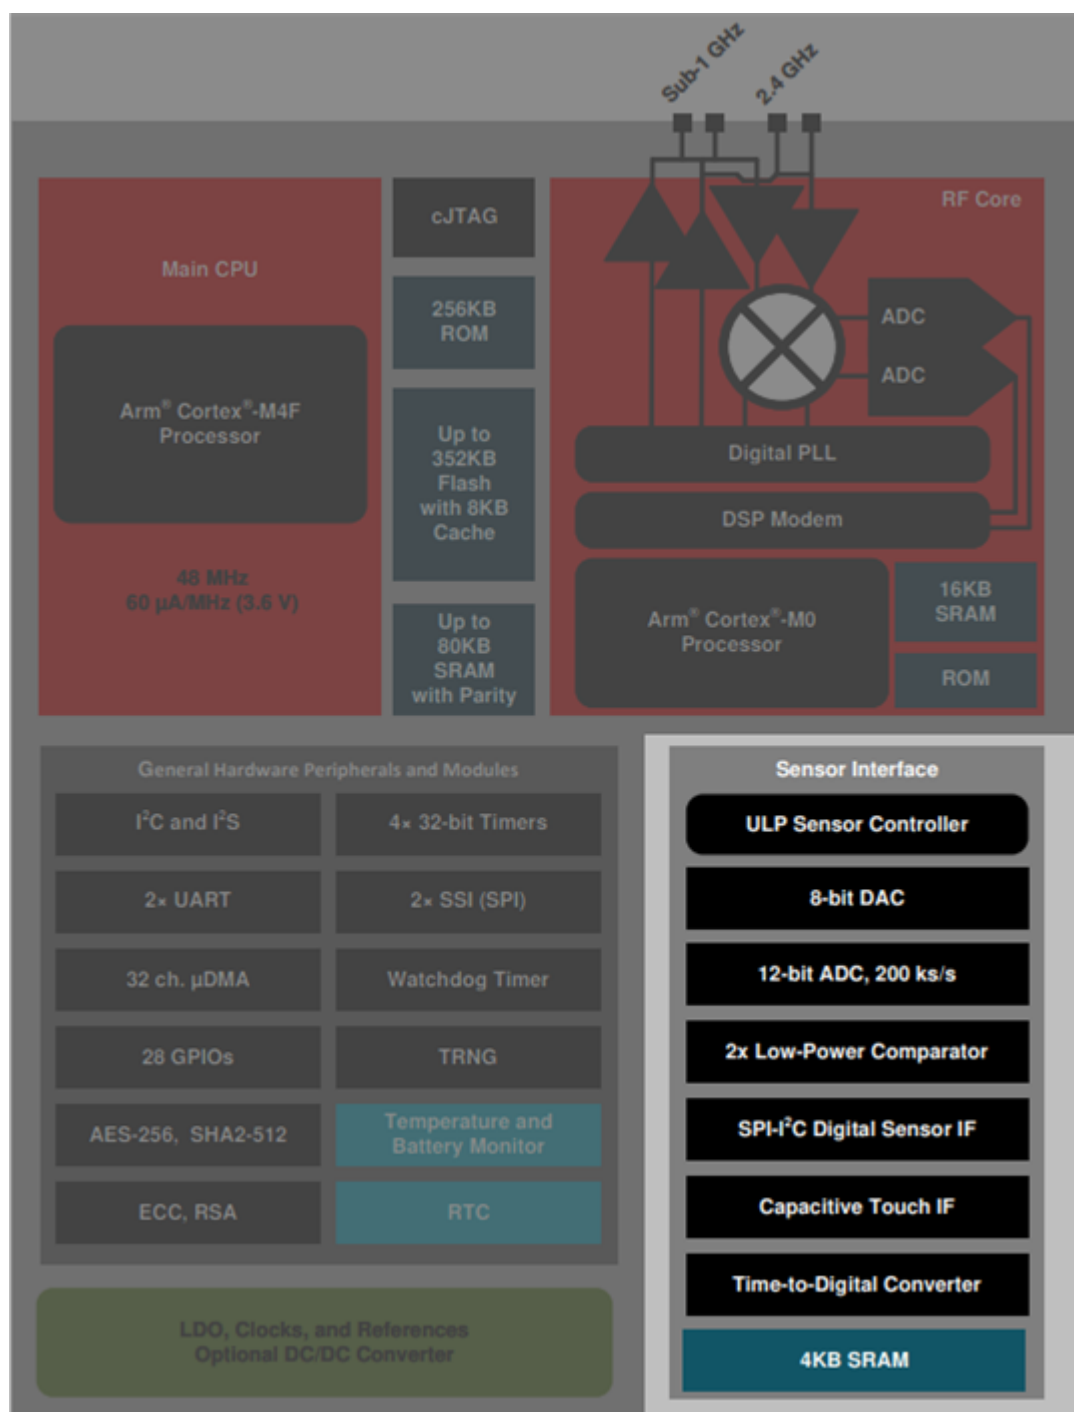 Sub-1 GHz
2.4 GHz
Main CPU
Arm® Cortex®-M4F
Processor
48 MHz
60 µA/MHz (3.6 V)
cJTAG
256KB
ROM
Up to
352KB
Flash
with 8KB
Cache
Up to
80KB
SRAM
with Parity
RF Core
ADC
ADC
Digital PLL
DSP Modem
Arm® Cortex®-M0
Processor
16KB
SRAM
ROM
General Hardware Peripherals and Modules
I²C and I²S
4× 32-bit Timers
2× UART
2× SSI (SPI)
32 ch. µDMA
Watchdog Timer
28 GPIOs
TRNG
AES-256, SHA2-512
Temperature and
Battery Monitor
ECC, RSA
RTC
LDO, Clocks, and References
Optional DC/DC Converter
Sensor Interface
ULP Sensor Controller
8-bit DAC
12-bit ADC, 200 ks/s
2x Low-Power Comparator
SPI-I²C Digital Sensor IF
Capacitive Touch IF
Time-to-Digital Converter
4KB SRAM